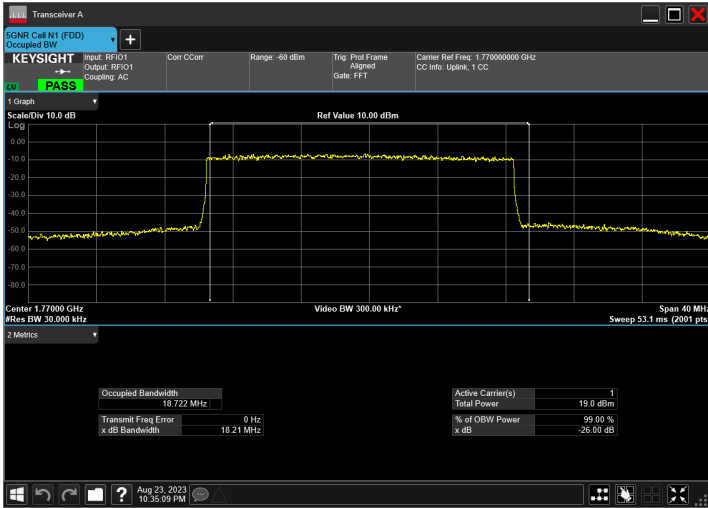 Transceiver A
5GNR Cell N1 (FDD)
Occupied BW
KEYSIGHT
LXI
PASS
Input: RFIO1
Output: RFIO1
Coupling: AC
Corr CCorr
Range: -60 dBm
Trig: Prot Frame
Aligned
Gate: FFT
Carrier Ref Freq: 1.770000000 GHz
CC Info: Uplink, 1 CC
1 Graph
Scale/Div 10.0 dB
Ref Value 10.00 dBm
Log
0.00
-10.0
-20.0
-30.0
-40.0
-50.0
-60.0
-70.0
-80.0
Center 1.77000 GHz
Video BW 300.00 kHz*
Span 40 MHz
#Res BW 30.000 kHz
Sweep 53.1 ms (2001 pts
2 Metrics
Occupied Bandwidth
18.722 MHz
Transmit Freq Error 0 Hz
x dB Bandwidth 18.21 MHz
Active Carrier(s) 1
Total Power 19.0 dBm
% of OBW Power 99.00 %
x dB -26.00 dB
Aug 23, 2023
10:35:09 PM